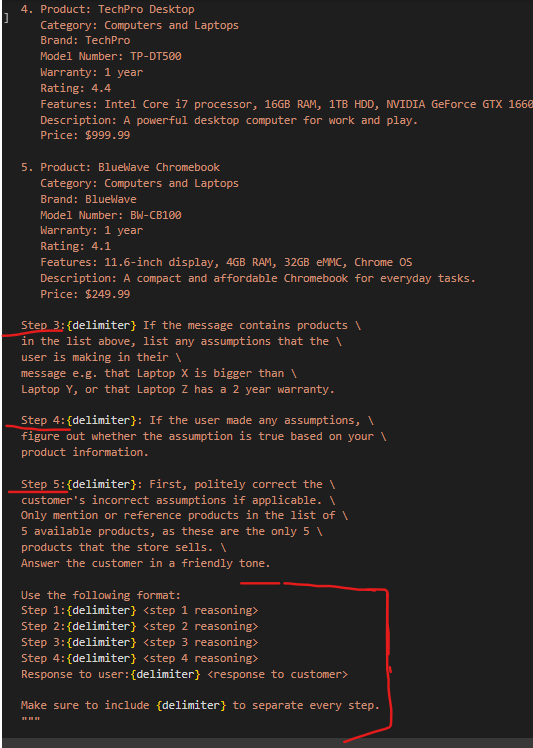 4. Product: TechPro Desktop
]
Category: Computers and Laptops
Brand: TechPro
Model Number: TP-DT500
Warranty: 1 year
Rating: 4.4
Features: Intel Core i7 processor, 16GB RAM, 1TB HDD, NVIDIA GeForce GTX 1660
Description: A powerful desktop computer for work and play.
Price: $999.99
5. Product: BlueWave Chromebook
Category: Computers and Laptops
Brand: BlueWave
Model Number: BW-CB100
Warranty: 1 year
Rating: 4.1
Features: 11.6-inch display, 4GB RAM, 32GB eMMC, Chrome OS
Description: A compact and affordable Chromebook for everyday tasks.
Price: $249.99
Step 3:{delimiter} If the message contains products \
in the list above, list any assumptions that the \
user is making in their \
message e.g. that Laptop X is bigger than \
Laptop Y, or that Laptop Z has a 2 year warranty.
Step 4:{delimiter}: If the user made any assumptions, \
figure out whether the assumption is true based on your \
product information.
Step 5:{delimiter}: First, politely correct the \
customer's incorrect assumptions if applicable. \
Only mention or reference products in the list of \
5 available products, as these are the only 5 \
products that the store sells. \
Answer the customer in a friendly tone.
Use the following format:
Step 1:{delimiter} <step 1 reasoning>
Step 2:{delimiter} <step 2 reasoning>
Step 3:{delimiter} <step 3 reasoning>
Step 4:{delimiter} <step 4 reasoning>
Response to user:{delimiter} <response to customer>
Make sure to include {delimiter} to separate every step.
"""